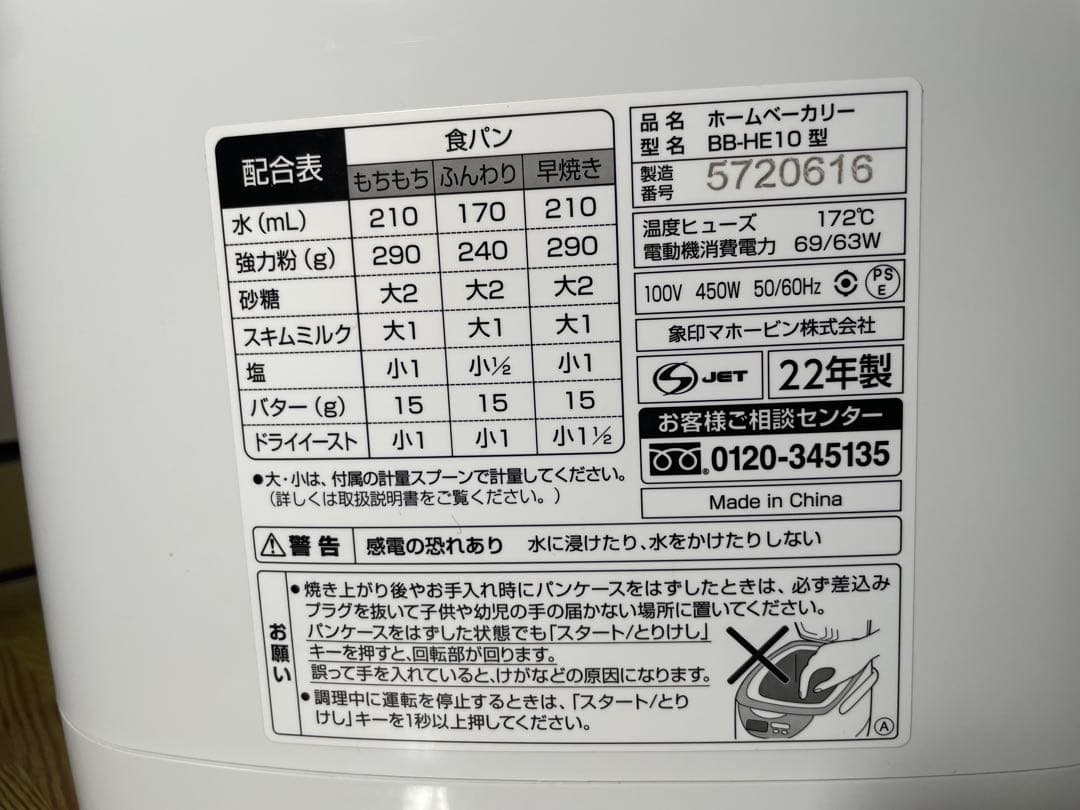 配合表
食パン
もちもち ふんわり 早焼き
水(mL) 210 170 210
強力粉(g) 290 240 290
砂糖 大2 大2 大2
スキムミルク 大1 大1 大1
塩 小1 小½ 小1
バター(g) 15 15 15
ドライイースト 小1 小1 小1½
●大・小は、付属の計量スプーンで計量してください。
(詳しくは取扱説明書をご覧ください。)
品名 ホームベーカリー
型名 BB-HE10 型
製造番号 5720616
温度ヒューズ 172℃
電動機消費電力 69/63W
100V 450W 50/60Hz PSE
象印マホービン株式会社
JET 22年製
お客様ご相談センター
0120-345135
Made in China
警告 感電の恐れあり 水に浸けたり、水をかけたりしない
お願い
●焼き上がり後やお手入れ時にパンケースをはずしたときは、必ず差込み
プラグを抜いて子供や幼児の手の届かない場所に置いてください。
パンケースをはずした状態でも「スタート/とりけし」
キーを押すと、回転部が回ります。
誤って手を入れていると、けがなどの原因になります。
●調理中に運転を停止するときは、「スタート/とり
けし」キーを1秒以上押してください。
Ⓐ